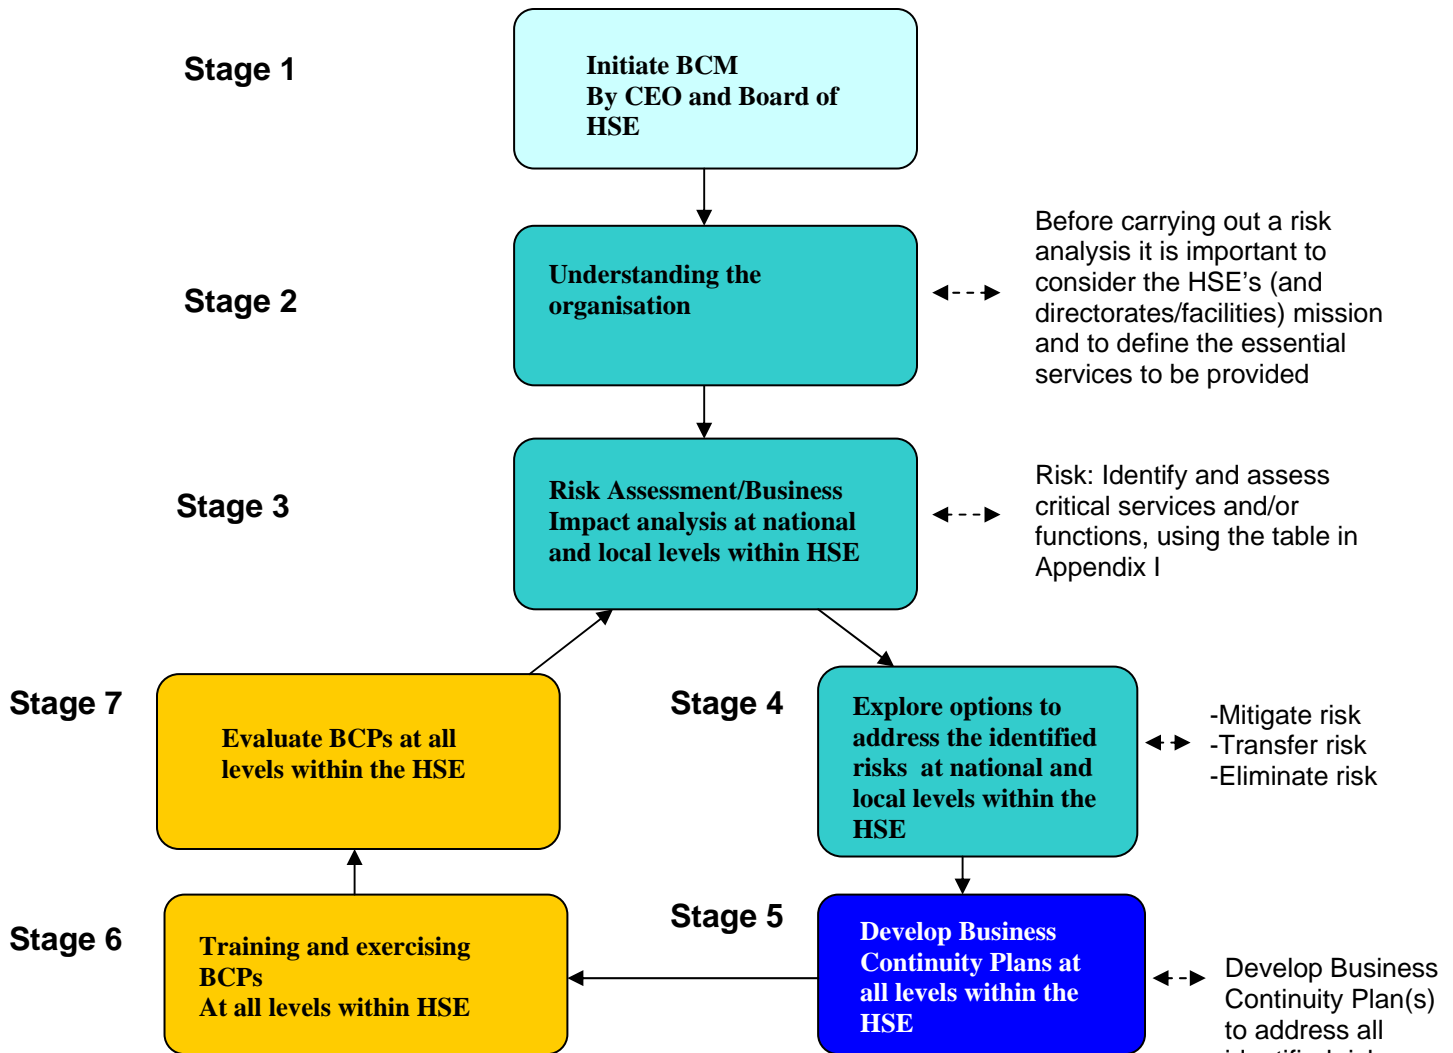 Stage 1
Initiate BCM
By CEO and Board of
HSE
Stage 2
Understanding the
organisation
Before carrying out a risk
analysis it is important to
consider the HSE’s (and
directorates/facilities) mission
and to define the essential
services to be provided
Stage 3
Risk Assessment/Business
Impact analysis at national
and local levels within HSE
Risk: Identify and assess
critical services and/or
functions, using the table in
Appendix I
Stage 4
Explore options to
address the identified
risks at national and
local levels within the
HSE
-Mitigate risk
-Transfer risk
-Eliminate risk
Stage 5
Develop Business
Continuity Plans at
all levels within the
HSE
Develop Business
Continuity Plan(s)
to address all
Stage 6
Training and exercising
BCPs
At all levels within HSE
Stage 7
Evaluate BCPs at all
levels within the HSE